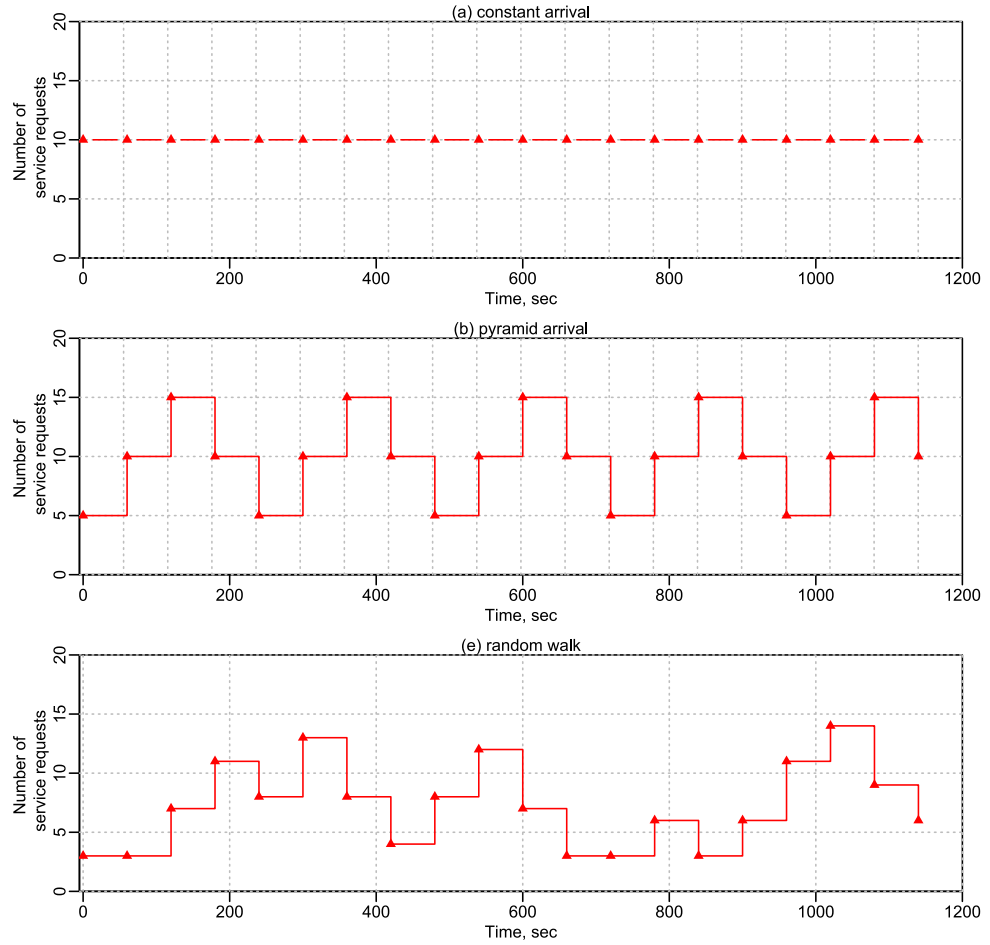 (a) constant arrival
Number of
service requests
20
15
10
5
0
0 200 400 600 800 1000 1200
Time, sec
(b) pyramid arrival
Number of
service requests
20
15
10
5
0
0 200 400 600 800 1000 1200
Time, sec
(e) random walk
Number of
service requests
20
15
10
5
0
0 200 400 600 800 1000 1200
Time, sec